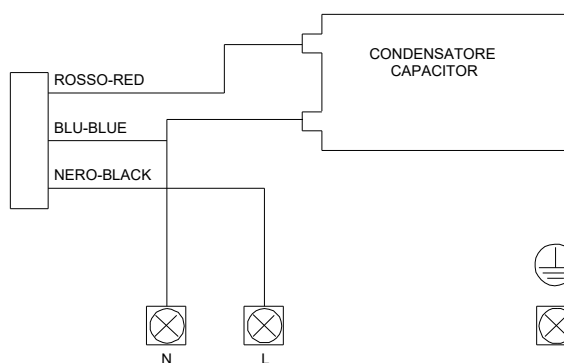 CONDENSATORE
CAPACITOR
ROSSO-RED
BLU-BLUE
NERO-BLACK
N
L